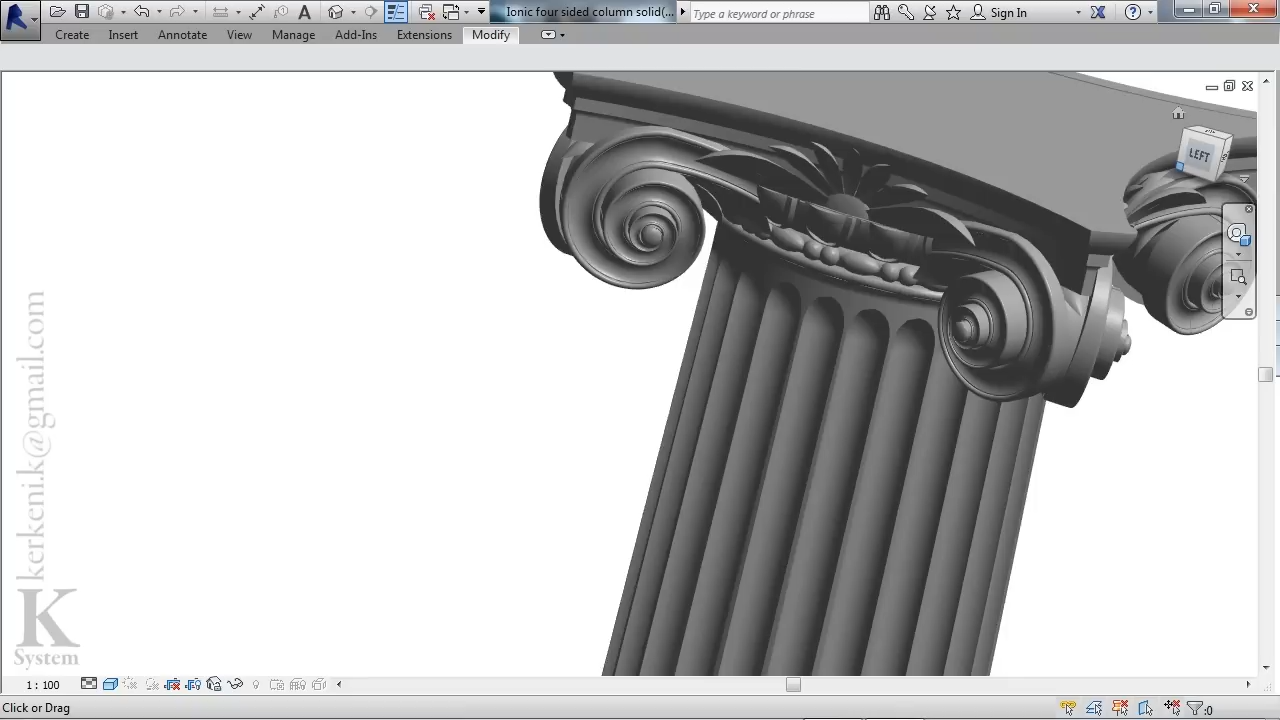 Ionic four sided column solid(...
Type a keyword or phrase
Sign In
Create Insert Annotate View Manage Add-Ins Extensions Modify
LEFT
kerkeni.k@gmail.com
K
System
1 : 100
Click or Drag
:0